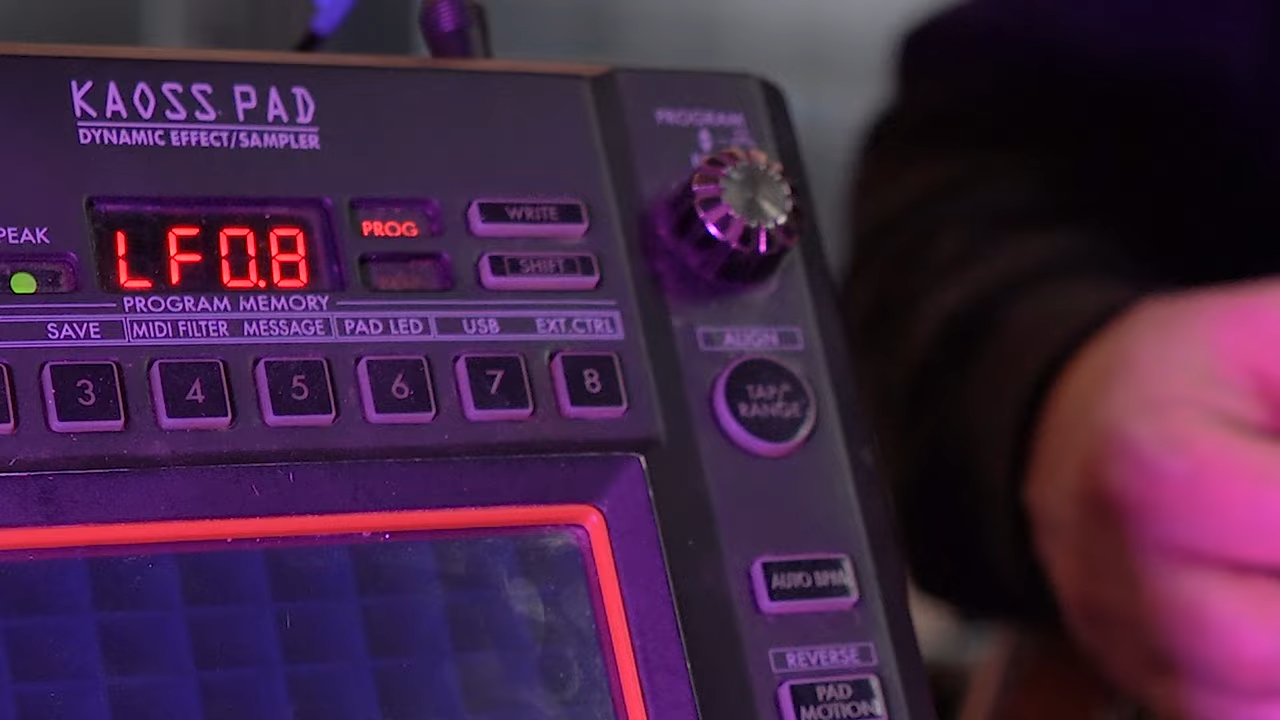 KAOSS PAD
DYNAMIC EFFECT/SAMPLER
PROGRAM
PEAK
LF0.8
PROG
WRITE
SHIFT
PROGRAM MEMORY
SAVE MIDI FILTER MESSAGE PAD LED USB EXT.CTRL
3 4 5 6 7 8
ALIGN
TAP/
RANGE
AUTO BPM
REVERSE
PAD
MOTION